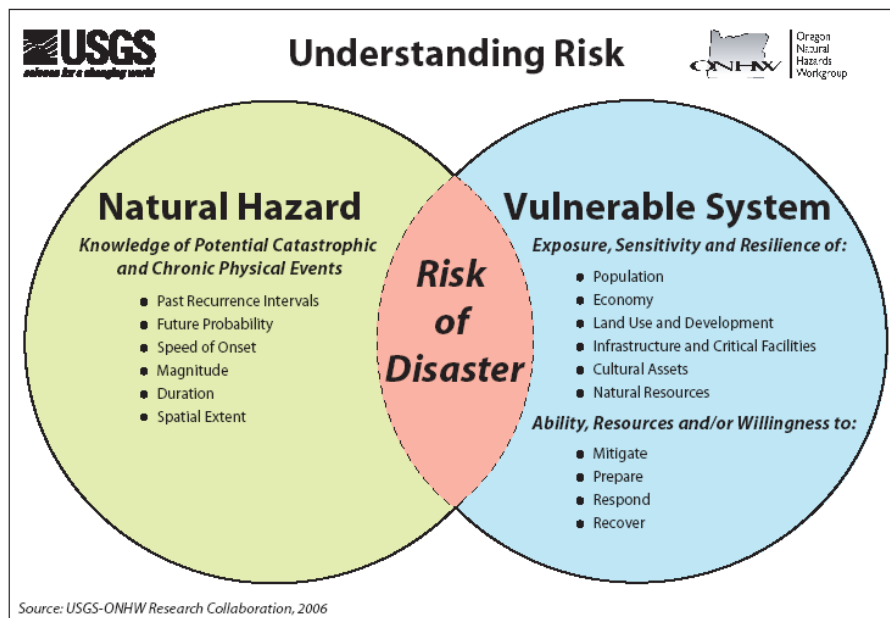 USGS
science for a changing world
Understanding Risk
ONHW
Oregon
Natural
Hazards
Workgroup
Natural Hazard
Knowledge of Potential Catastrophic
and Chronic Physical Events
• Past Recurrence Intervals
• Future Probability
• Speed of Onset
• Magnitude
• Duration
• Spatial Extent
Risk
of
Disaster
Vulnerable System
Exposure, Sensitivity and Resilience of:
• Population
• Economy
• Land Use and Development
• Infrastructure and Critical Facilities
• Cultural Assets
• Natural Resources
Ability, Resources and/or Willingness to:
• Mitigate
• Prepare
• Respond
• Recover
Source: USGS-ONHW Research Collaboration, 2006